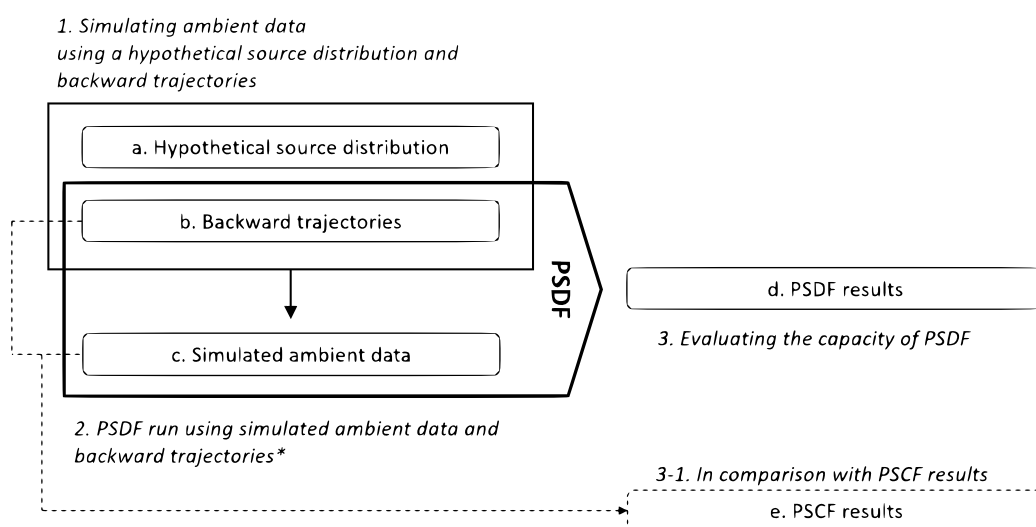 1. Simulating ambient data
using a hypothetical source distribution and
backward trajectories
a. Hypothetical source distribution
b. Backward trajectories
PSDF
d. PSDF results
c. Simulated ambient data
3. Evaluating the capacity of PSDF
2. PSDF run using simulated ambient data and
backward trajectories*
3-1. In comparison with PSCF results
e. PSCF results